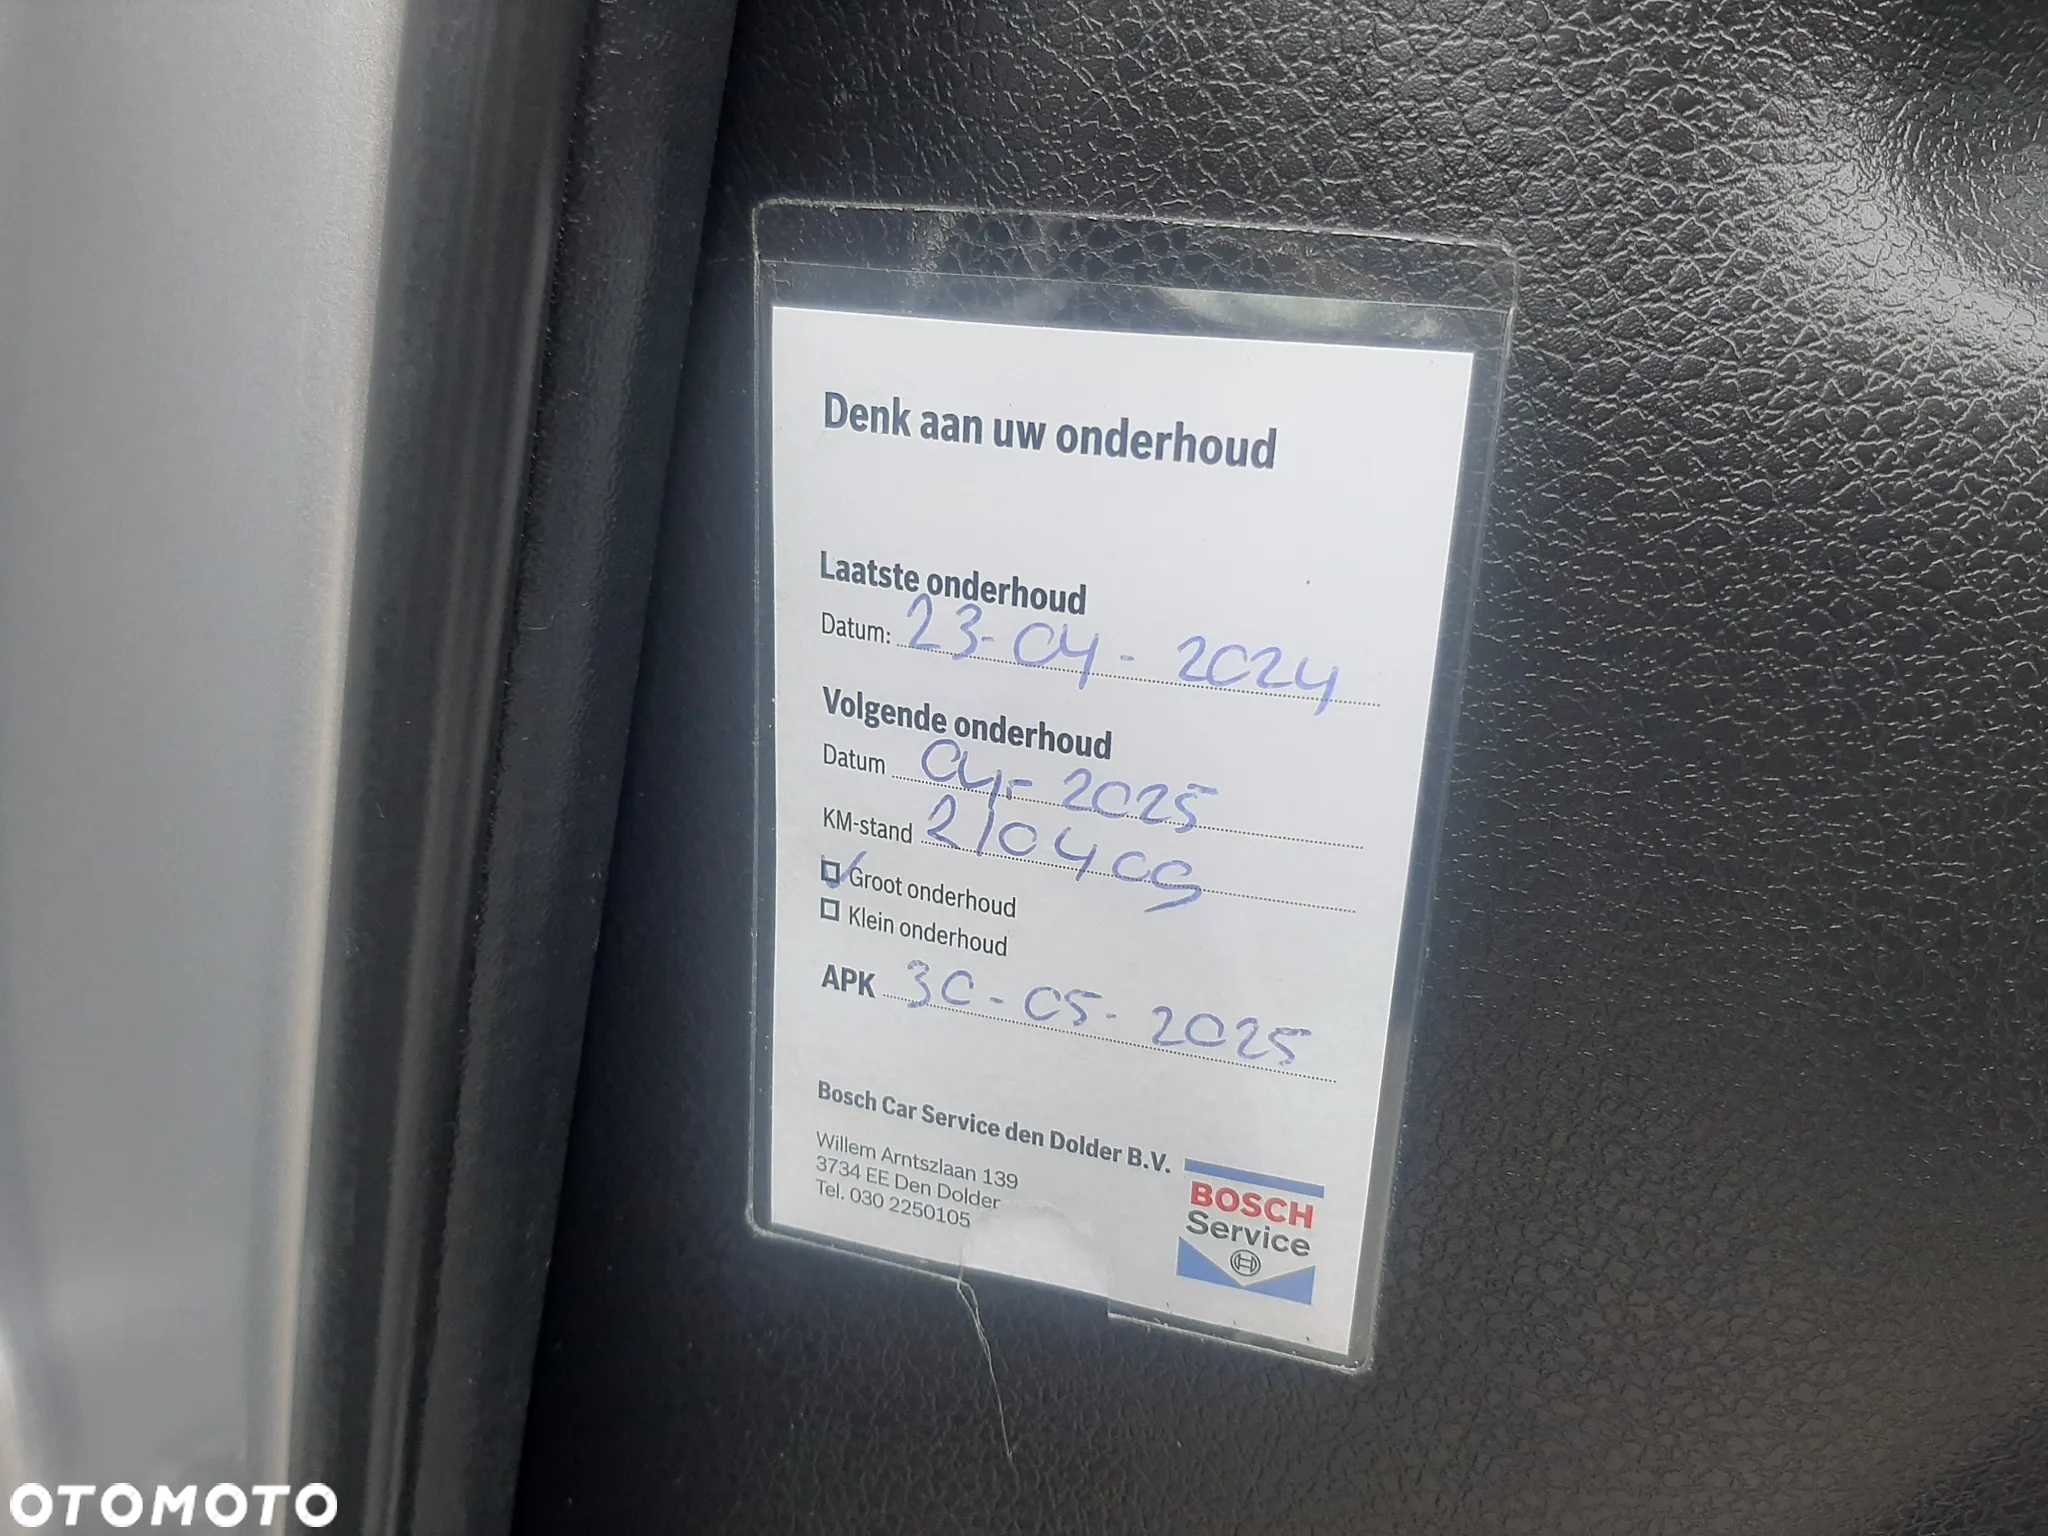 Denk aan uw onderhoud
Laatste onderhoud
Datum: 23-04-2024
Volgende onderhoud
Datum 04-2025
KM-stand 210409
Groot onderhoud
Klein onderhoud
APK 30-05-2025
Bosch Car Service den Dolder B.V.
Willem Arntszlaan 139
3734 EE Den Dolder
Tel. 030 2250105
BOSCH
Service
OTOMOTO